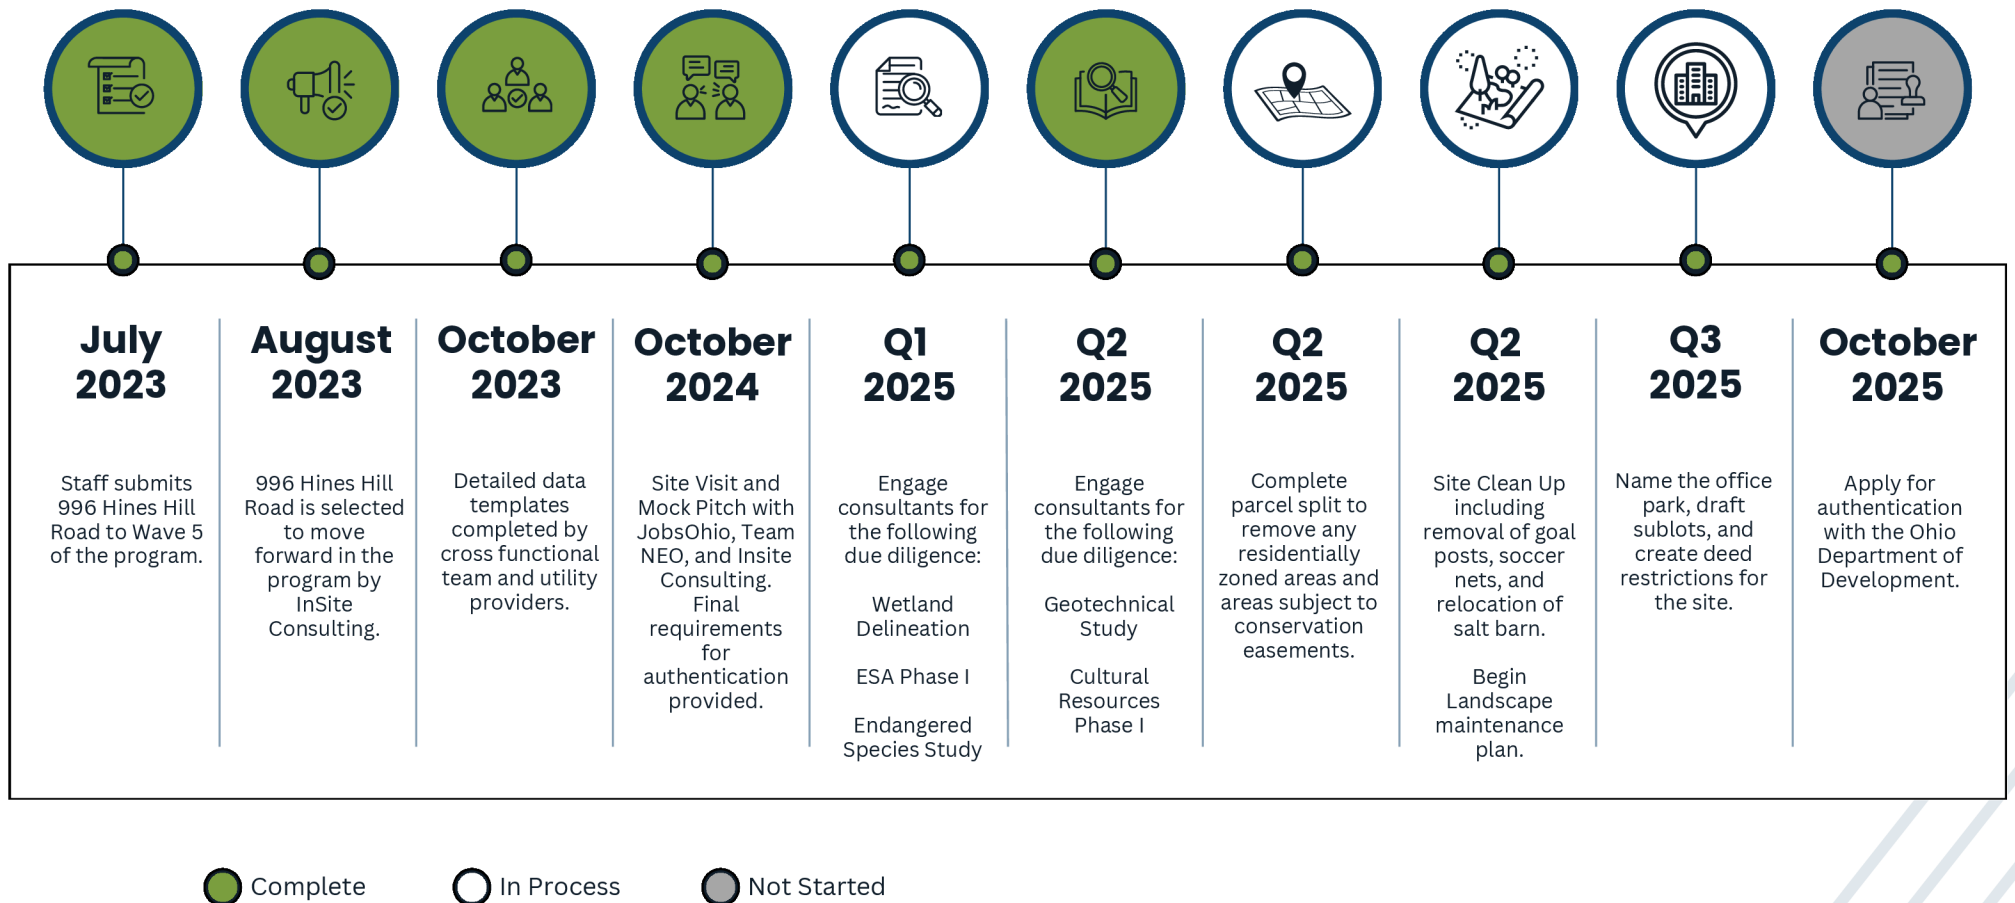 July
2023
Staff submits
996 Hines Hill
Road to Wave 5
of the program.
August
2023
996 Hines Hill
Road is selected
to move
forward in the
program by
InSite
Consulting.
October
2023
Detailed data
templates
completed by
cross functional
team and utility
providers.
October
2024
Site Visit and
Mock Pitch with
JobsOhio, Team
NEO, and Insite
Consulting.
Final
requirements
for
authentication
provided.
Q1
2025
Engage
consultants for
the following
due diligence:
Wetland
Delineation
ESA Phase I
Endangered
Species Study
Q2
2025
Engage
consultants for
the following
due diligence:
Geotechnical
Study
Cultural
Resources
Phase I
Q2
2025
Complete
parcel split to
remove any
residentially
zoned areas and
areas subject to
conservation
easements.
Q2
2025
Site Clean Up
including
removal of goal
posts, soccer
nets, and
relocation of
salt barn.
Begin
Landscape
maintenance
plan.
Q3
2025
Name the office
park, draft
sublots, and
create deed
restrictions for
the site.
October
2025
Apply for
authentication
with the Ohio
Department of
Development.
Complete
In Process
Not Started